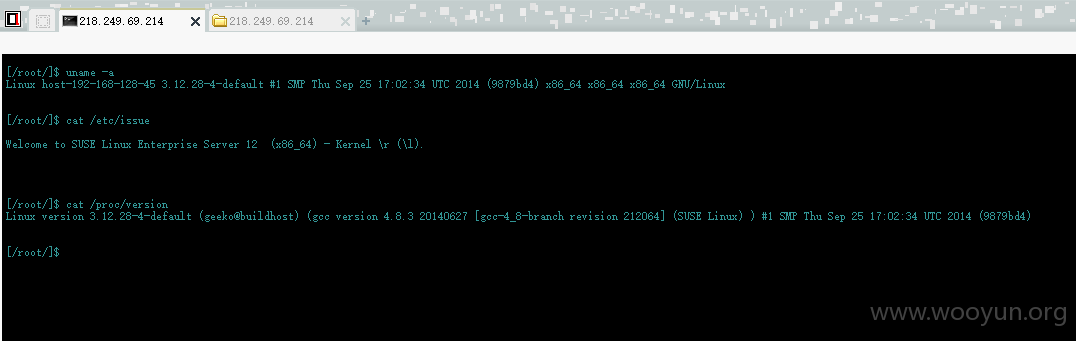 218.249.69.214
218.249.69.214
[/root/]$ uname -a
Linux host-192-168-128-45 3.12.28-4-default #1 SMP Thu Sep 25 17:02:34 UTC 2014 (9879bd4) x86_64 x86_64 x86_64 GNU/Linux
[/root/]$ cat /etc/issue
Welcome to SUSE Linux Enterprise Server 12  (x86_64) - Kernel \r (\l).
[/root/]$ cat /proc/version
Linux version 3.12.28-4-default (geeko@buildhost) (gcc version 4.8.3 20140627 [gcc-4_8-branch revision 212064] (SUSE Linux) ) #1 SMP Thu Sep 25 17:02:34 UTC 2014 (9879bd4)
[/root/]$
www.wooyun.org